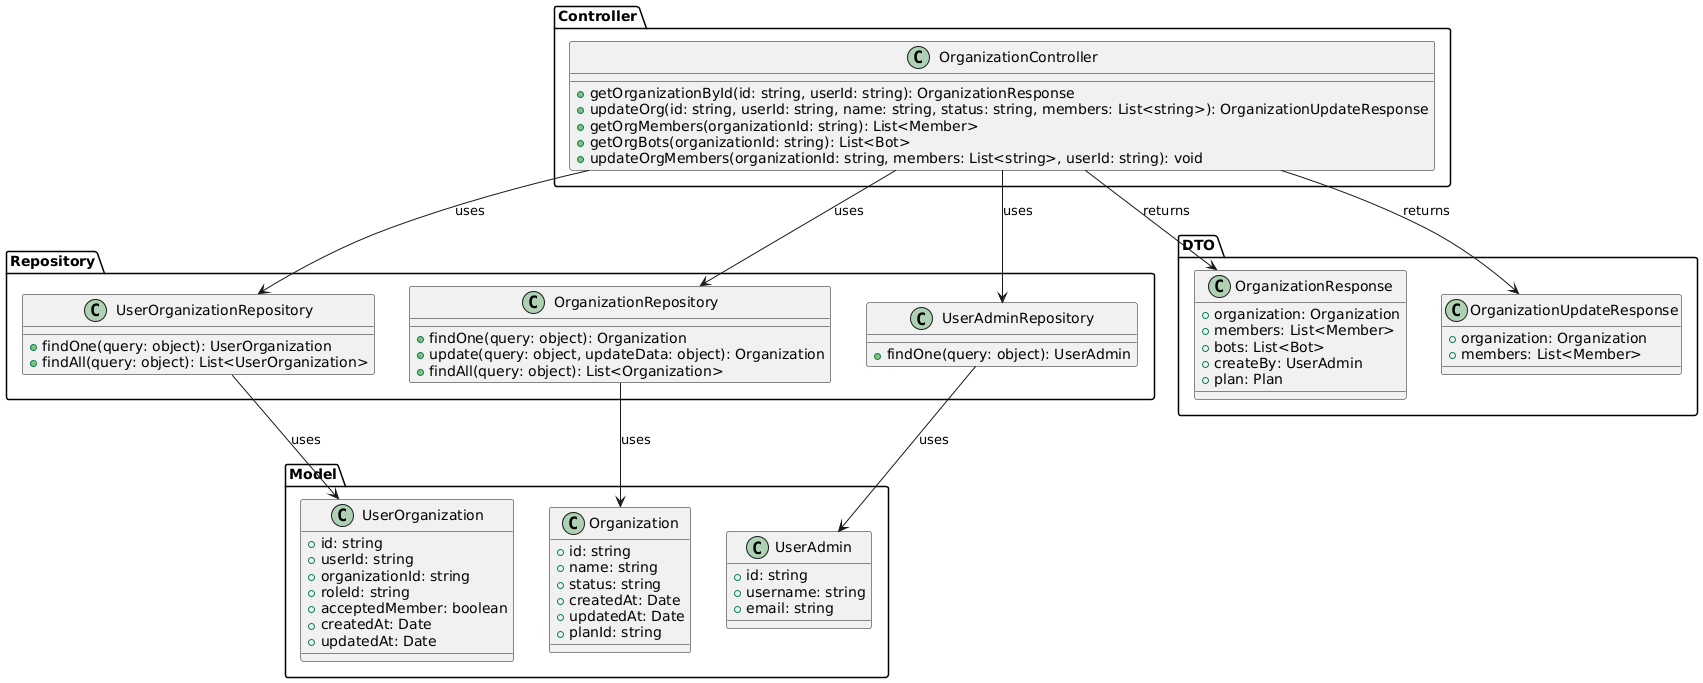 Controller
C OrganizationController
getOrganizationById(id: string, userId: string): OrganizationResponse
updateOrg(id: string, userId: string, name: string, status: string, members: List<string>): OrganizationUpdateResponse
getOrgMembers(organizationId: string): List<Member>
getOrgBots(organizationId: string): List<Bot>
updateOrgMembers(organizationId: string, members: List<string>, userId: string): void
uses
uses
uses
returns
returns
Repository
C UserOrganizationRepository
findOne(query: object): UserOrganization
findAll(query: object): List<UserOrganization>
C OrganizationRepository
findOne(query: object): Organization
update(query: object, updateData: object): Organization
findAll(query: object): List<Organization>
C UserAdminRepository
findOne(query: object): UserAdmin
DTO
C OrganizationResponse
organization: Organization
members: List<Member>
bots: List<Bot>
createBy: UserAdmin
plan: Plan
C OrganizationUpdateResponse
organization: Organization
members: List<Member>
uses
uses
uses
Model
C UserOrganization
id: string
userId: string
organizationId: string
roleId: string
acceptedMember: boolean
createdAt: Date
updatedAt: Date
C Organization
id: string
name: string
status: string
createdAt: Date
updatedAt: Date
planId: string
C UserAdmin
id: string
username: string
email: string